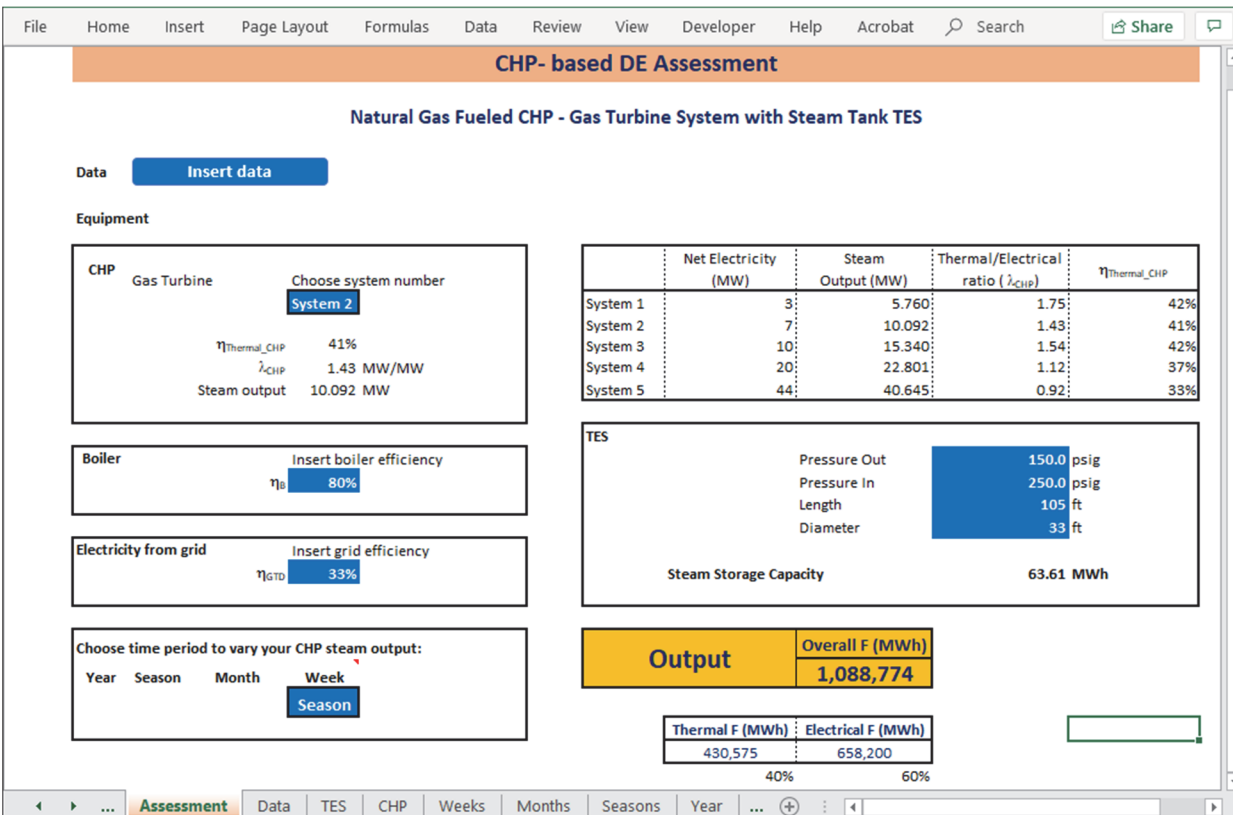 File Home Insert Page Layout Formulas Data Review View Developer Help Acrobat Search Share
CHP- based DE Assessment
Natural Gas Fueled CHP - Gas Turbine System with Steam Tank TES
Data Insert data
Equipment
CHP
Gas Turbine Choose system number
System 2
ηThermal_CHP 41%
λCHP 1.43 MW/MW
Steam output 10.092 MW
Net Electricity (MW) Steam Output (MW) Thermal/Electrical ratio ( λCHP) ηThermal_CHP
System 1 3 5.760 1.75 42%
System 2 7 10.092 1.43 41%
System 3 10 15.340 1.54 42%
System 4 20 22.801 1.12 37%
System 5 44 40.645 0.92 33%
Boiler Insert boiler efficiency
ηB 80%
Electricity from grid Insert grid efficiency
ηGTD 33%
TES
Pressure Out 150.0 psig
Pressure In 250.0 psig
Length 105 ft
Diameter 33 ft
Steam Storage Capacity 63.61 MWh
Choose time period to vary your CHP steam output:
Year Season Month Week
Season
Output Overall F (MWh)
1,088,774
Thermal F (MWh) Electrical F (MWh)
430,575 658,200
40% 60%
... Assessment Data TES CHP Weeks Months Seasons Year ...